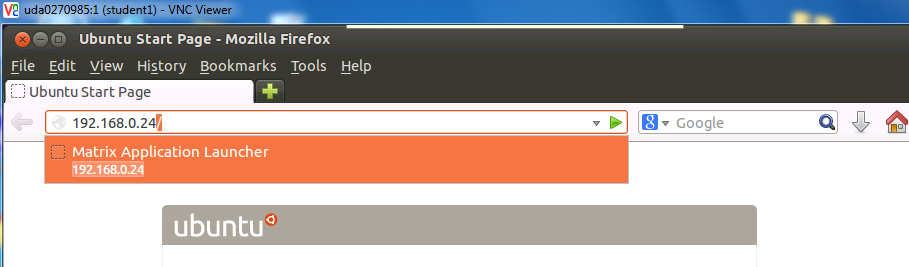 uda0270985:1 (student1) - VNC Viewer
Ubuntu Start Page - Mozilla Firefox
File Edit View History Bookmarks Tools Help
Ubuntu Start Page
192.168.0.24/
Google
Matrix Application Launcher
192.168.0.24
ubuntu